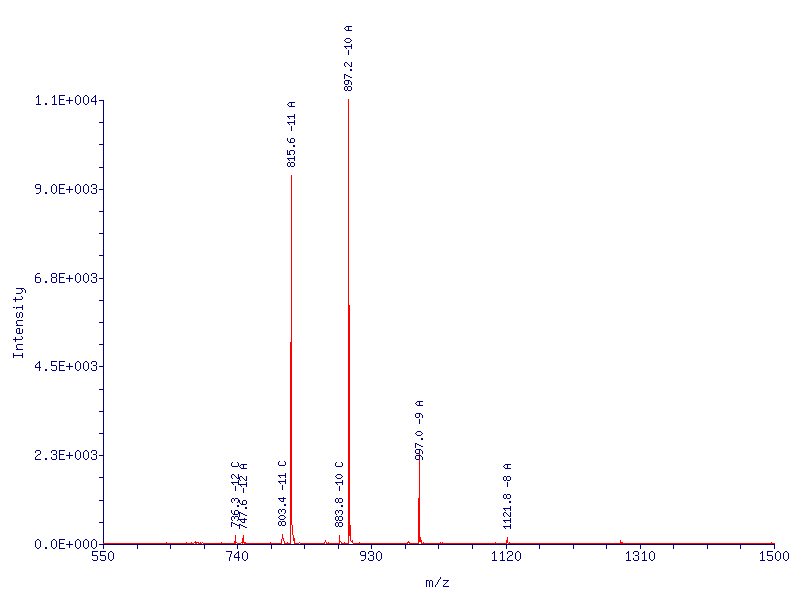 897.2 -10 A
815.6 -11 A
1.1E+004
9.0E+003
6.8E+003
Intensity
4.5E+003
997.0 -9 A
2.3E+003
736.3 -12 C
747.6 -12 A
803.4 -11 C
883.8 -10 C
1121.8 -8 A
0.0E+000
550 740 930 1120 1310 1500
m/z